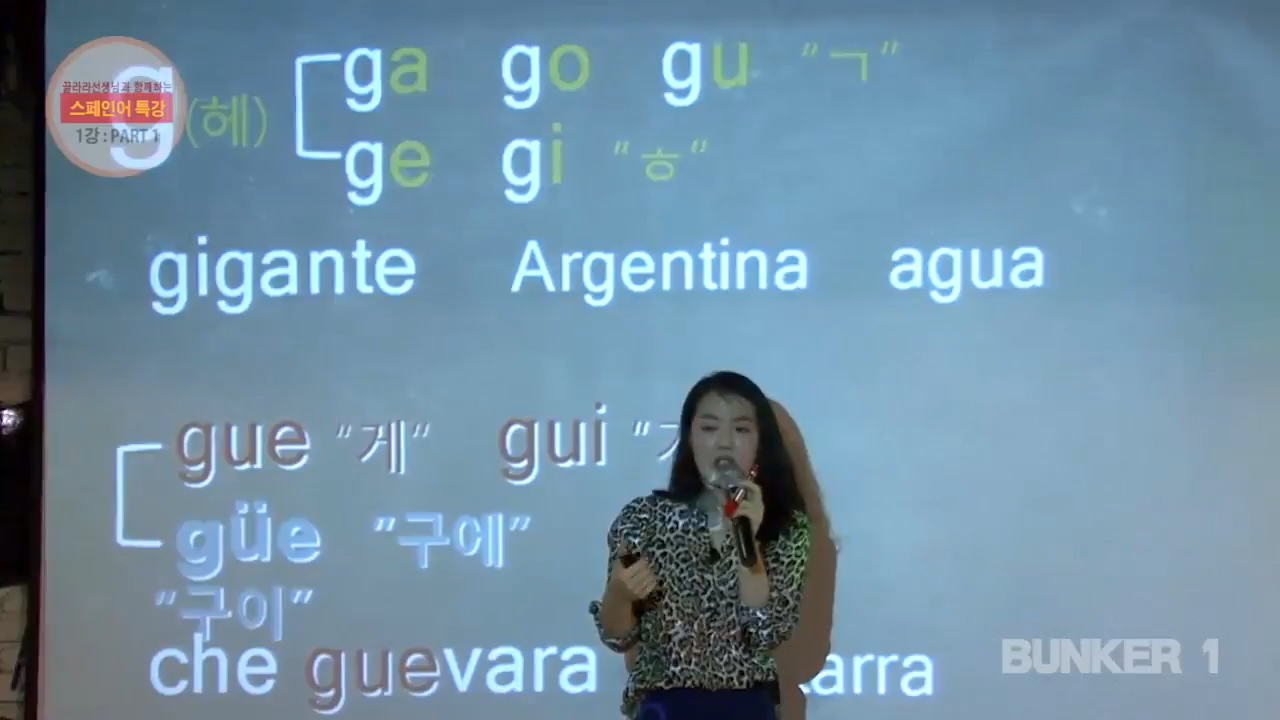 끌라라선생님과 함께하는
스페인어 특강
1강 : PART 1
g (헤)
ga go gu "ㄱ"
ge gi "ㅎ"
gigante Argentina agua
gue "게" gui
güe "구에"
"구이"
che guevara arra
BUNKER 1